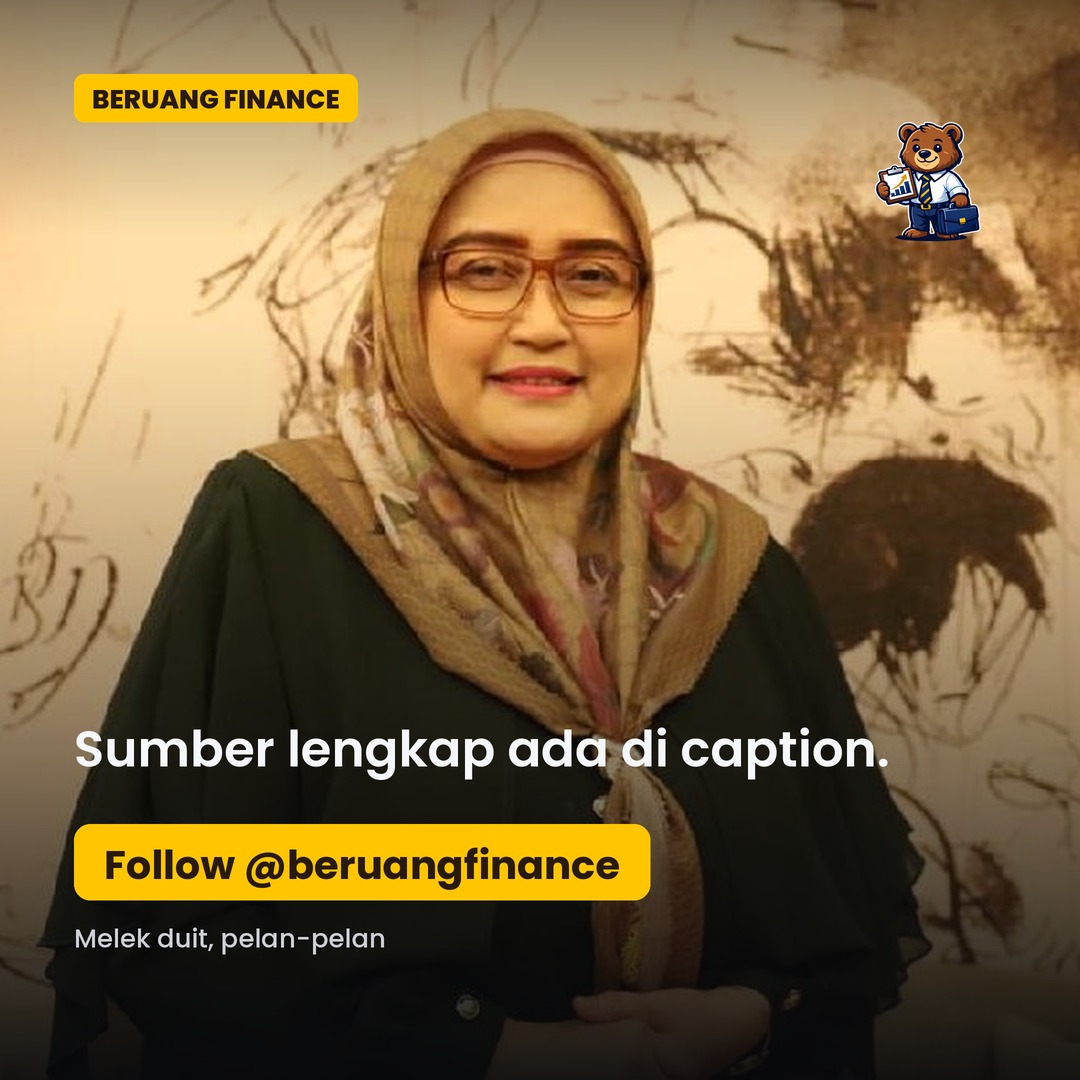 BERUANG FINANCE
Sumber lengkap ada di caption.
Follow @beruangfinance
Melek duit, pelan-pelan